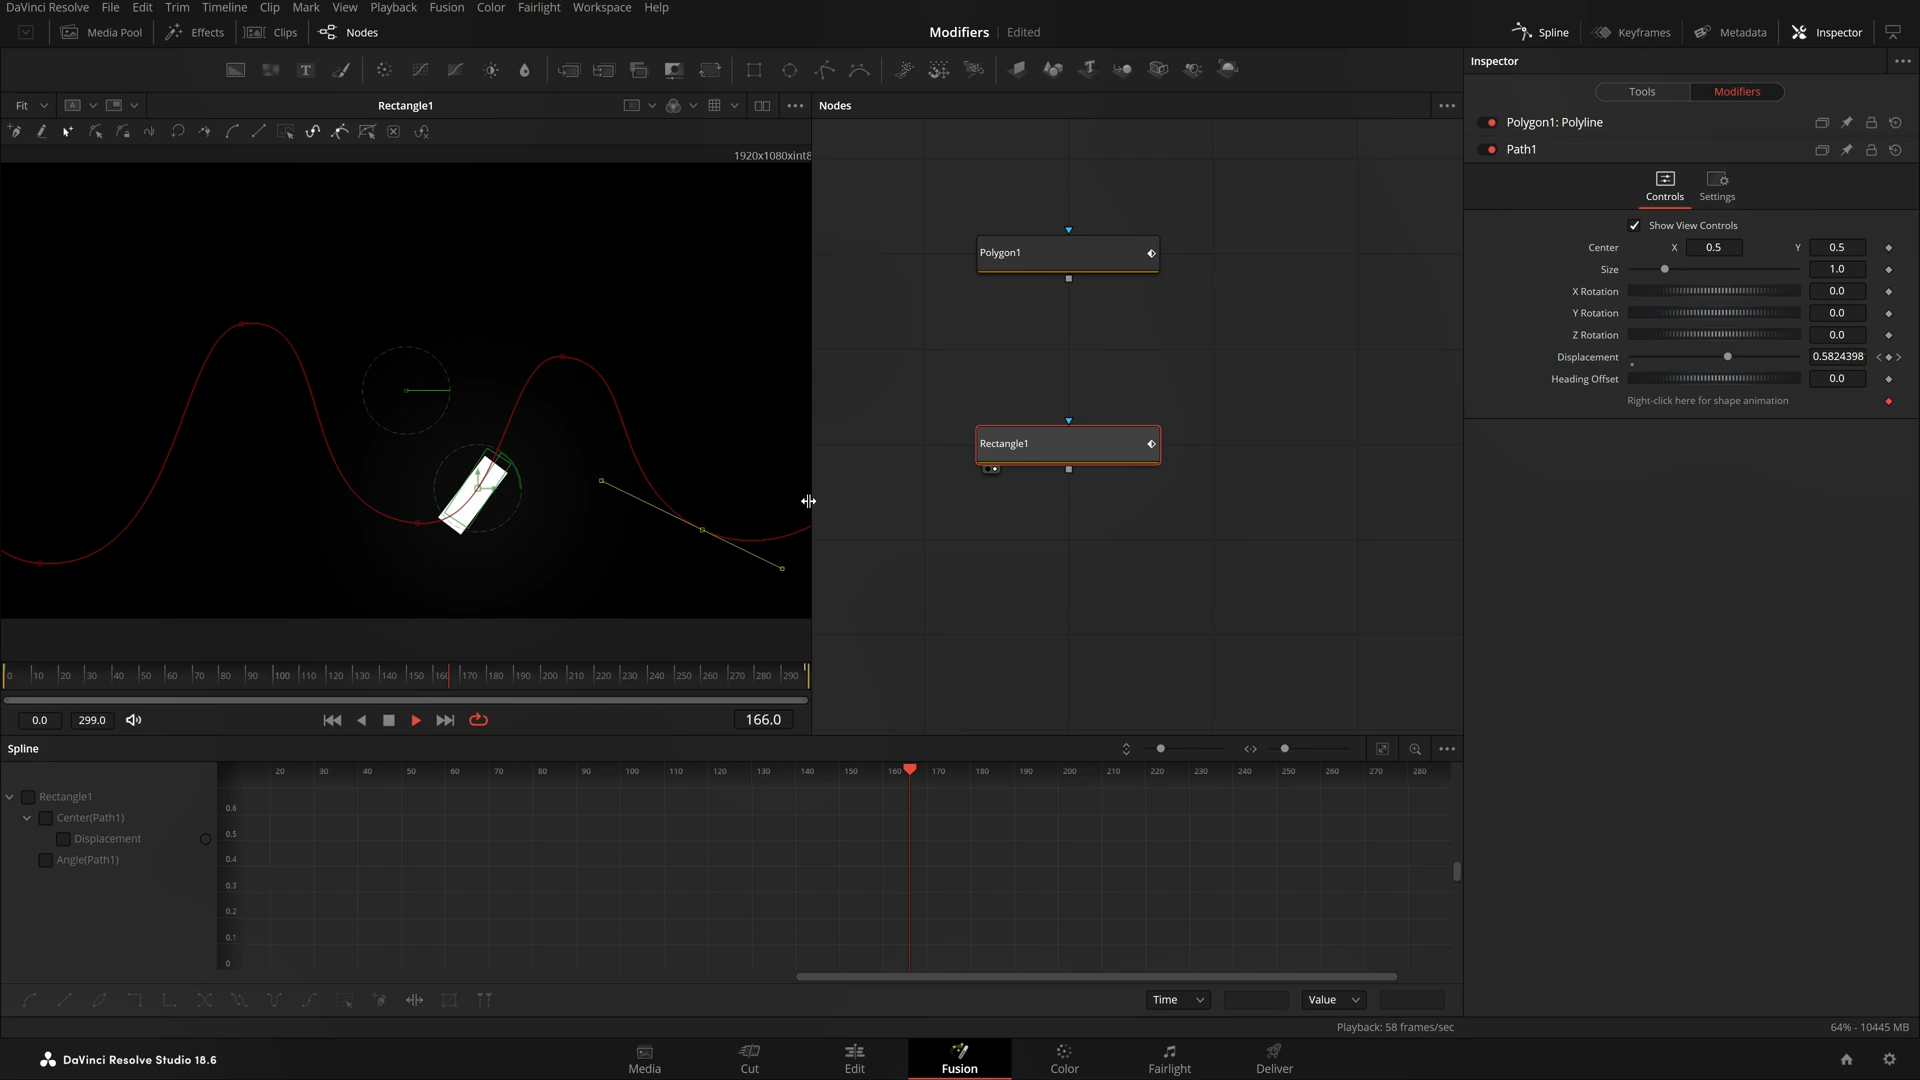 DaVinci Resolve File Edit Trim Timeline Clip Mark View Playback Fusion Color Fairlight Workspace Help
Media Pool Effects Clips Nodes Modifiers Edited Spline Keyframes Metadata Inspector
Inspector
Fit A Rectangle1 Nodes
Tools Modifiers
Polygon1: Polyline
Path1
1920x1080xint8
Controls Settings
Show View Controls
Center X 0.5 Y 0.5
Size 1.0
X Rotation 0.0
Y Rotation 0.0
Z Rotation 0.0
Displacement 0.5824398
Heading Offset 0.0
Right-click here for shape animation
Polygon1
Rectangle1
0 10 20 30 40 50 60 70 80 90 100 110 120 130 140 150 160 170 180 190 200 210 220 230 240 250 260 270 280 290
0.0 299.0 166.0
Spline
20 30 40 50 60 70 80 90 100 110 120 130 140 150 160 170 180 190 200 210 220 230 240 250 260 270 280
Rectangle1
Center(Path1)
Displacement
Angle(Path1)
0.6
0.5
0.4
0.3
0.2
0.1
0
Time Value
Playback: 58 frames/sec 64% - 10445 MB
DaVinci Resolve Studio 18.6
Media Cut Edit Fusion Color Fairlight Deliver